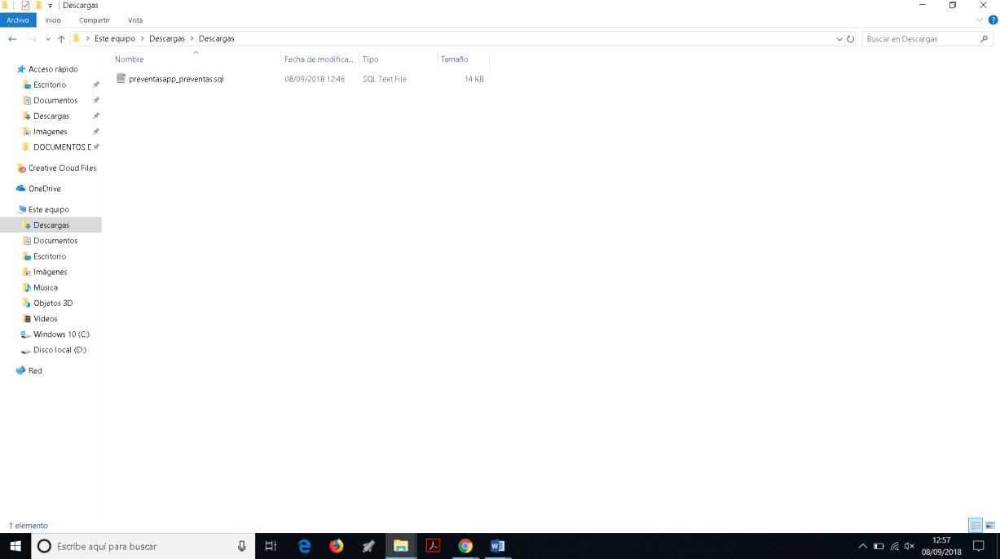 Descargas
Archivo Inicio Compartir Vista
Este equipo > Descargas > Descargas
Buscar en Descargas
Nombre Fecha de modifica... Tipo Tamaño
preventasapp_preventas.sql 08/09/2018 12:46 SQL Text File 14 KB
Acceso rápido
Escritorio
Documentos
Descargas
Imágenes
DOCUMENTOS D
Creative Cloud Files
OneDrive
Este equipo
Descargas
Documentos
Escritorio
Imágenes
Música
Objetos 3D
Vídeos
Windows 10 (C:)
Disco local (D:)
Red
1 elemento
Escribe aquí para buscar
12:57
08/09/2018